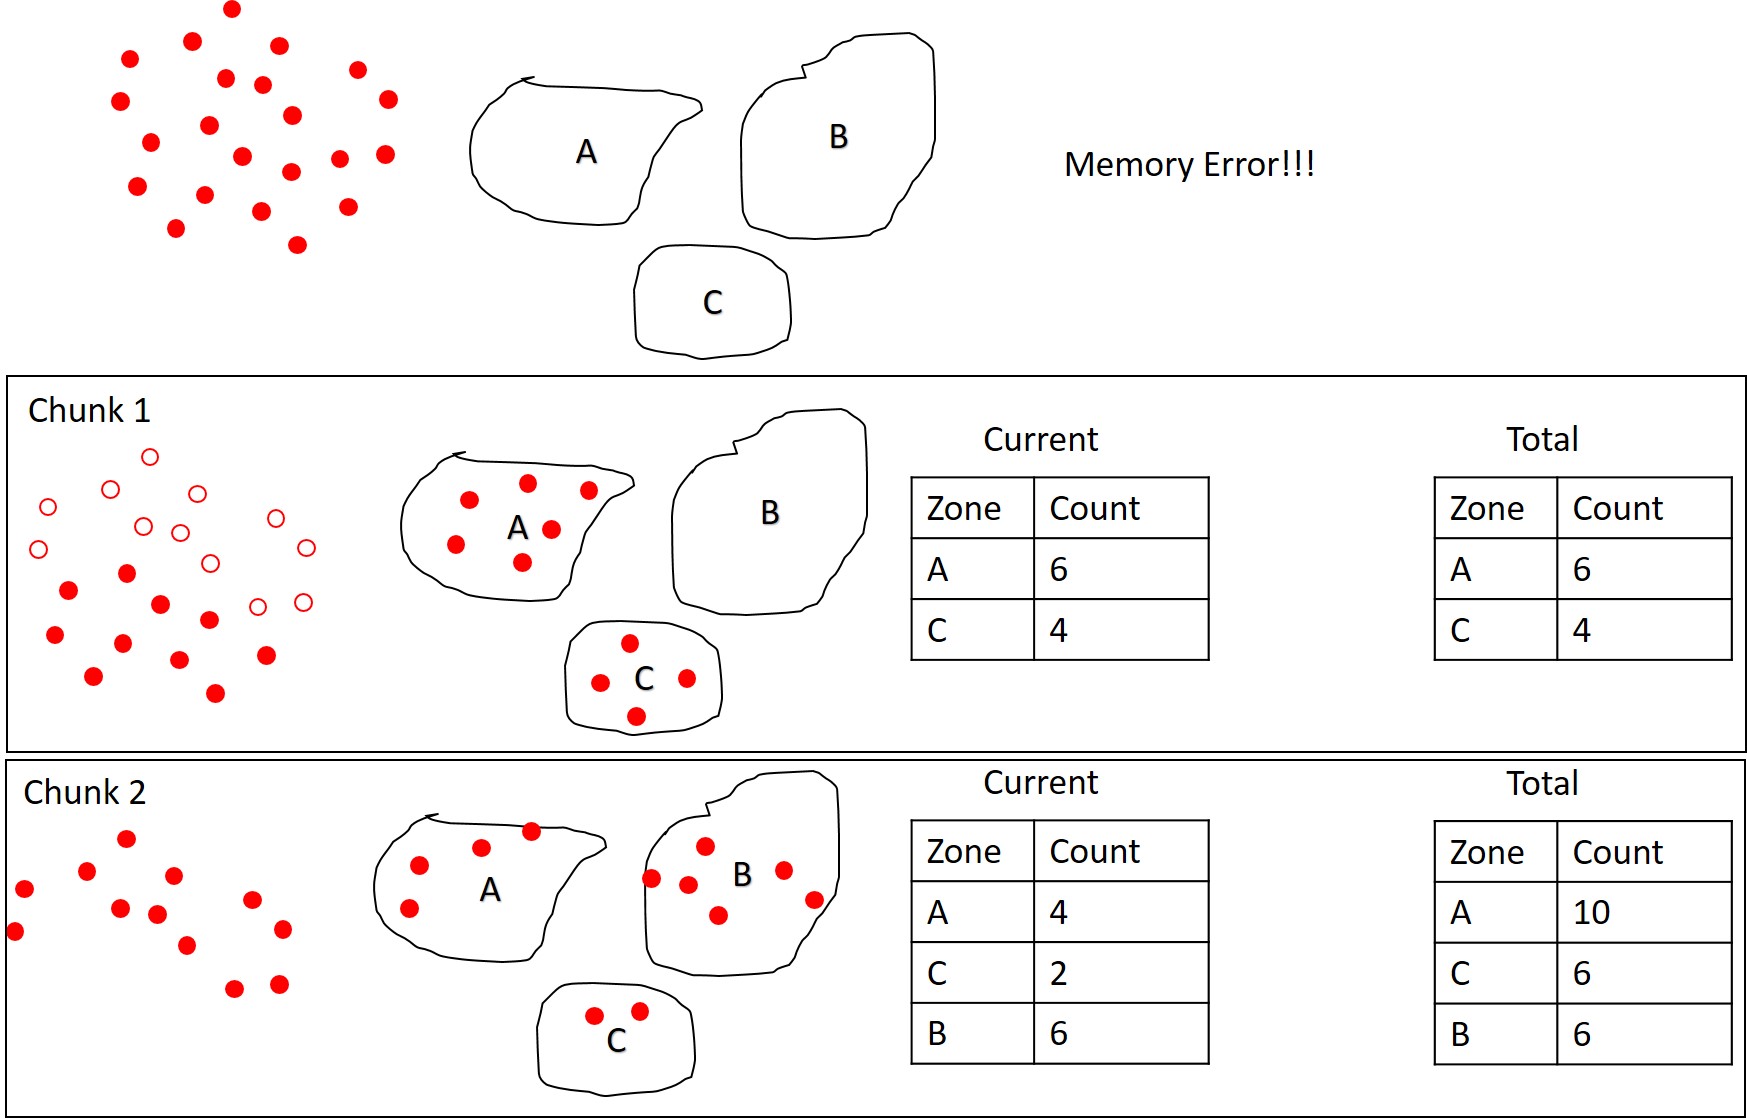 A
B
C
Memory Error!!!
Chunk 1
A
B
C
Current
Zone Count
A 6
C 4
Total
Zone Count
A 6
C 4
Chunk 2
A
B
C
Current
Zone Count
A 4
C 2
B 6
Total
Zone Count
A 10
C 6
B 6